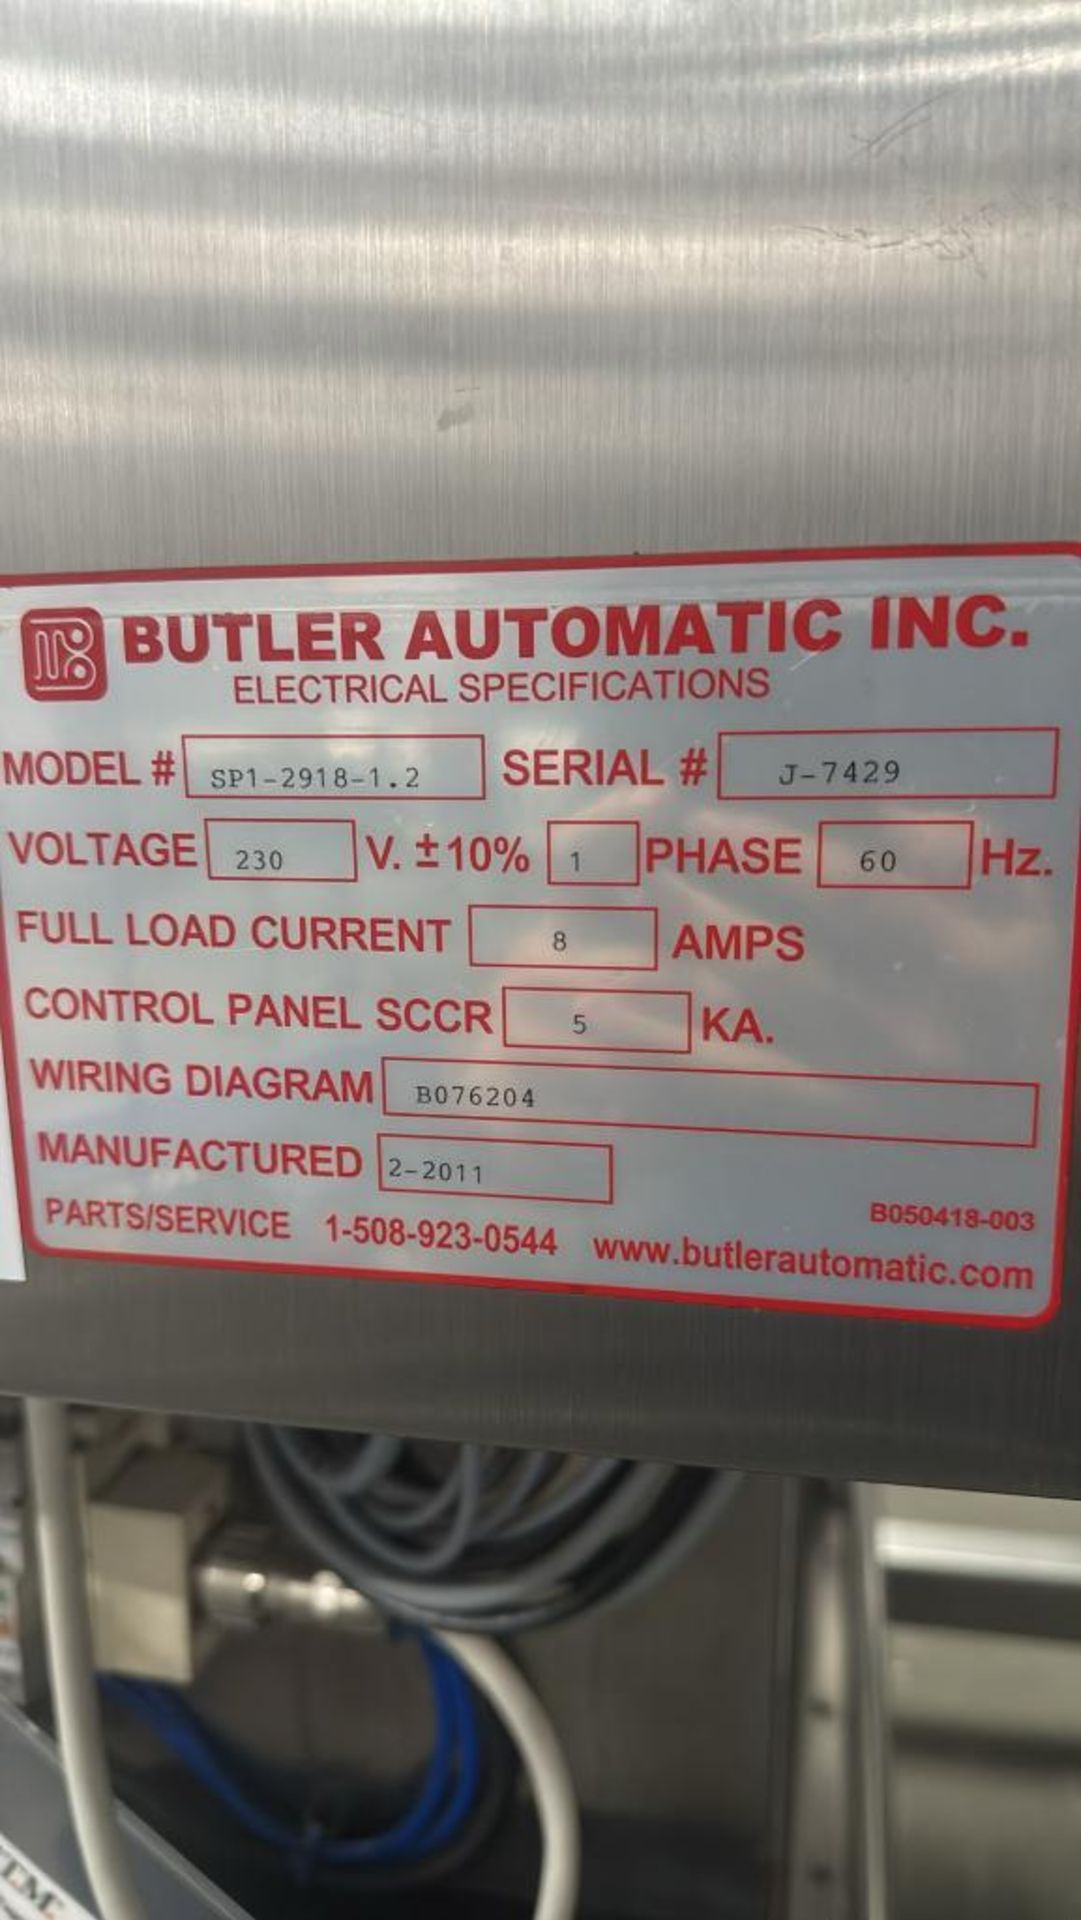 BUTLER AUTOMATIC INC.
ELECTRICAL SPECIFICATIONS
MODEL # SP1-2918-1.2 SERIAL # J-7429
VOLTAGE 230 V. ±10% 1 PHASE 60 Hz.
FULL LOAD CURRENT 8 AMPS
CONTROL PANEL SCCR 5 KA.
WIRING DIAGRAM B076204
MANUFACTURED 2-2011
B050418-003
PARTS/SERVICE 1-508-923-0544 www.butlerautomatic.com